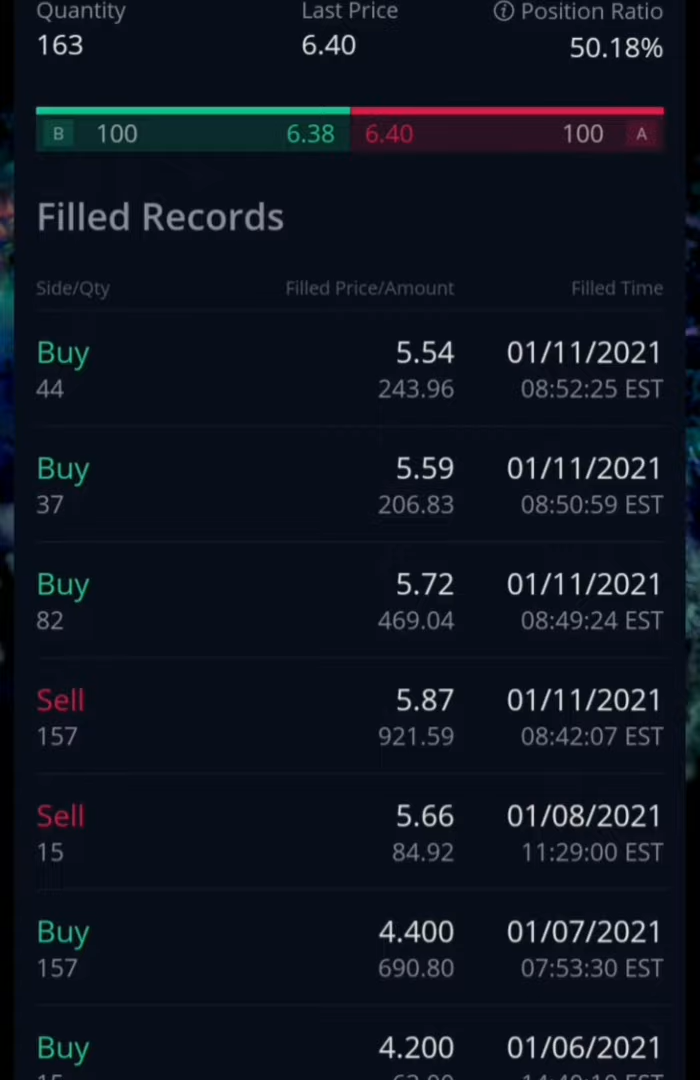 Quantity Last Price ⓘ Position Ratio
163 6.40 50.18%
B 100 6.38 6.40 100 A
Filled Records
Side/Qty Filled Price/Amount Filled Time
Buy 5.54 01/11/2021
44 243.96 08:52:25 EST
Buy 5.59 01/11/2021
37 206.83 08:50:59 EST
Buy 5.72 01/11/2021
82 469.04 08:49:24 EST
Sell 5.87 01/11/2021
157 921.59 08:42:07 EST
Sell 5.66 01/08/2021
15 84.92 11:29:00 EST
Buy 4.400 01/07/2021
157 690.80 07:53:30 EST
Buy 4.200 01/06/2021